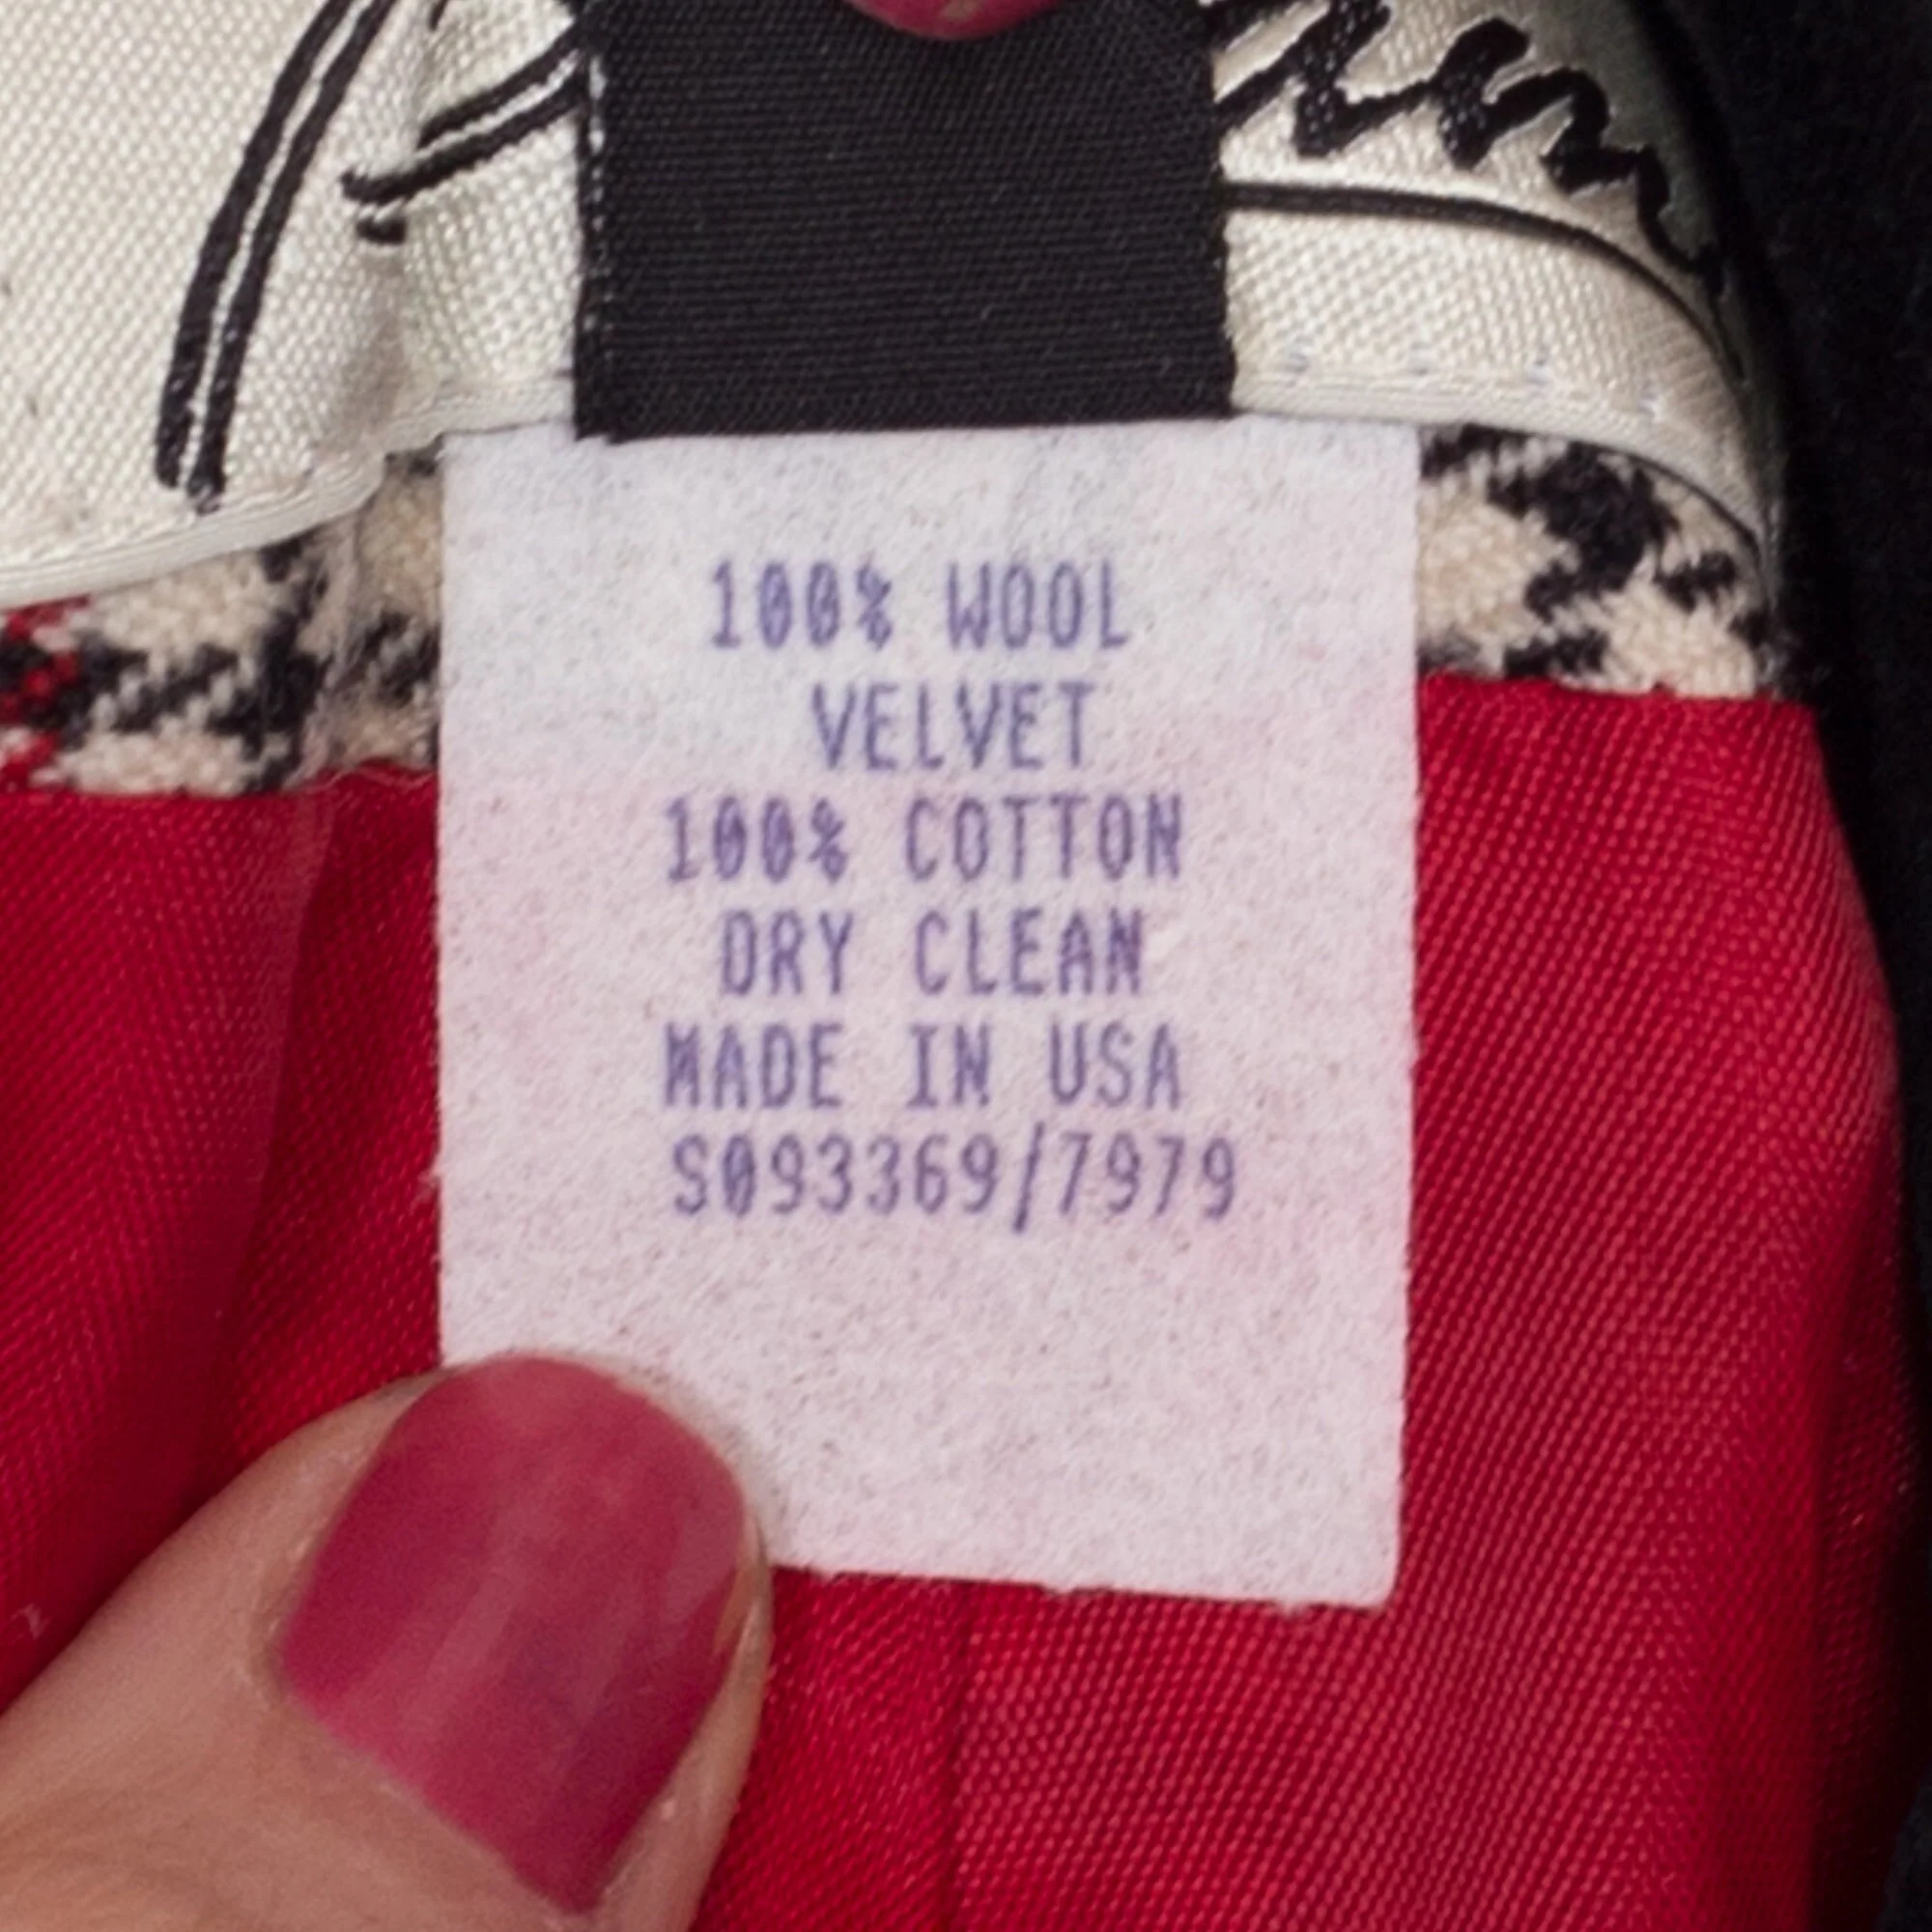 100% WOOL
VELVET
100% COTTON
DRY CLEAN
MADE IN USA
S093369/7979